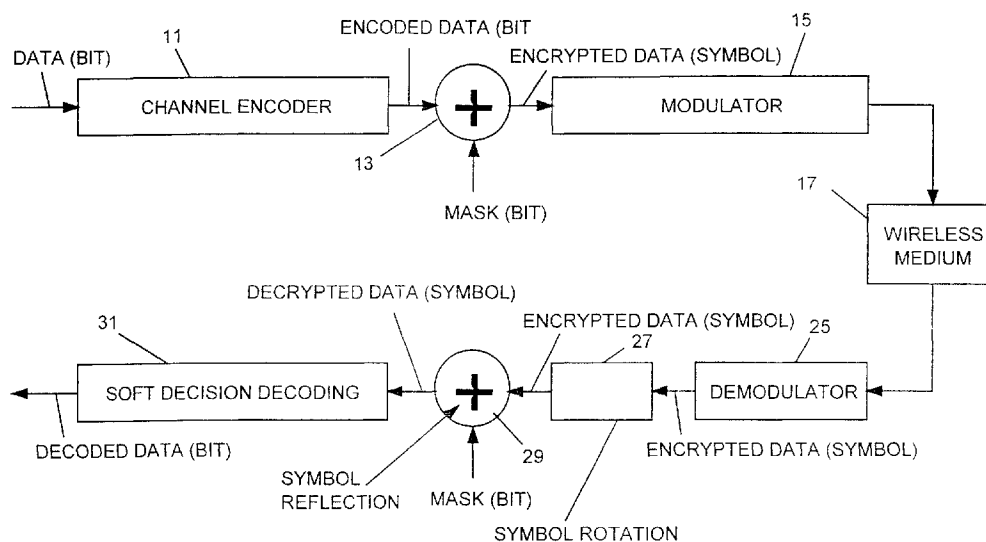 11
ENCODED DATA (BIT
15
DATA (BIT)
ENCRYPTED DATA (SYMBOL)
CHANNEL ENCODER
+
MODULATOR
13
17
MASK (BIT)
WIRELESS
MEDIUM
DECRYPTED DATA (SYMBOL)
31
ENCRYPTED DATA (SYMBOL)
27
25
SOFT DECISION DECODING
+
DEMODULATOR
DECODED DATA (BIT)
29
ENCRYPTED DATA (SYMBOL)
SYMBOL
REFLECTION
MASK (BIT)
SYMBOL ROTATION